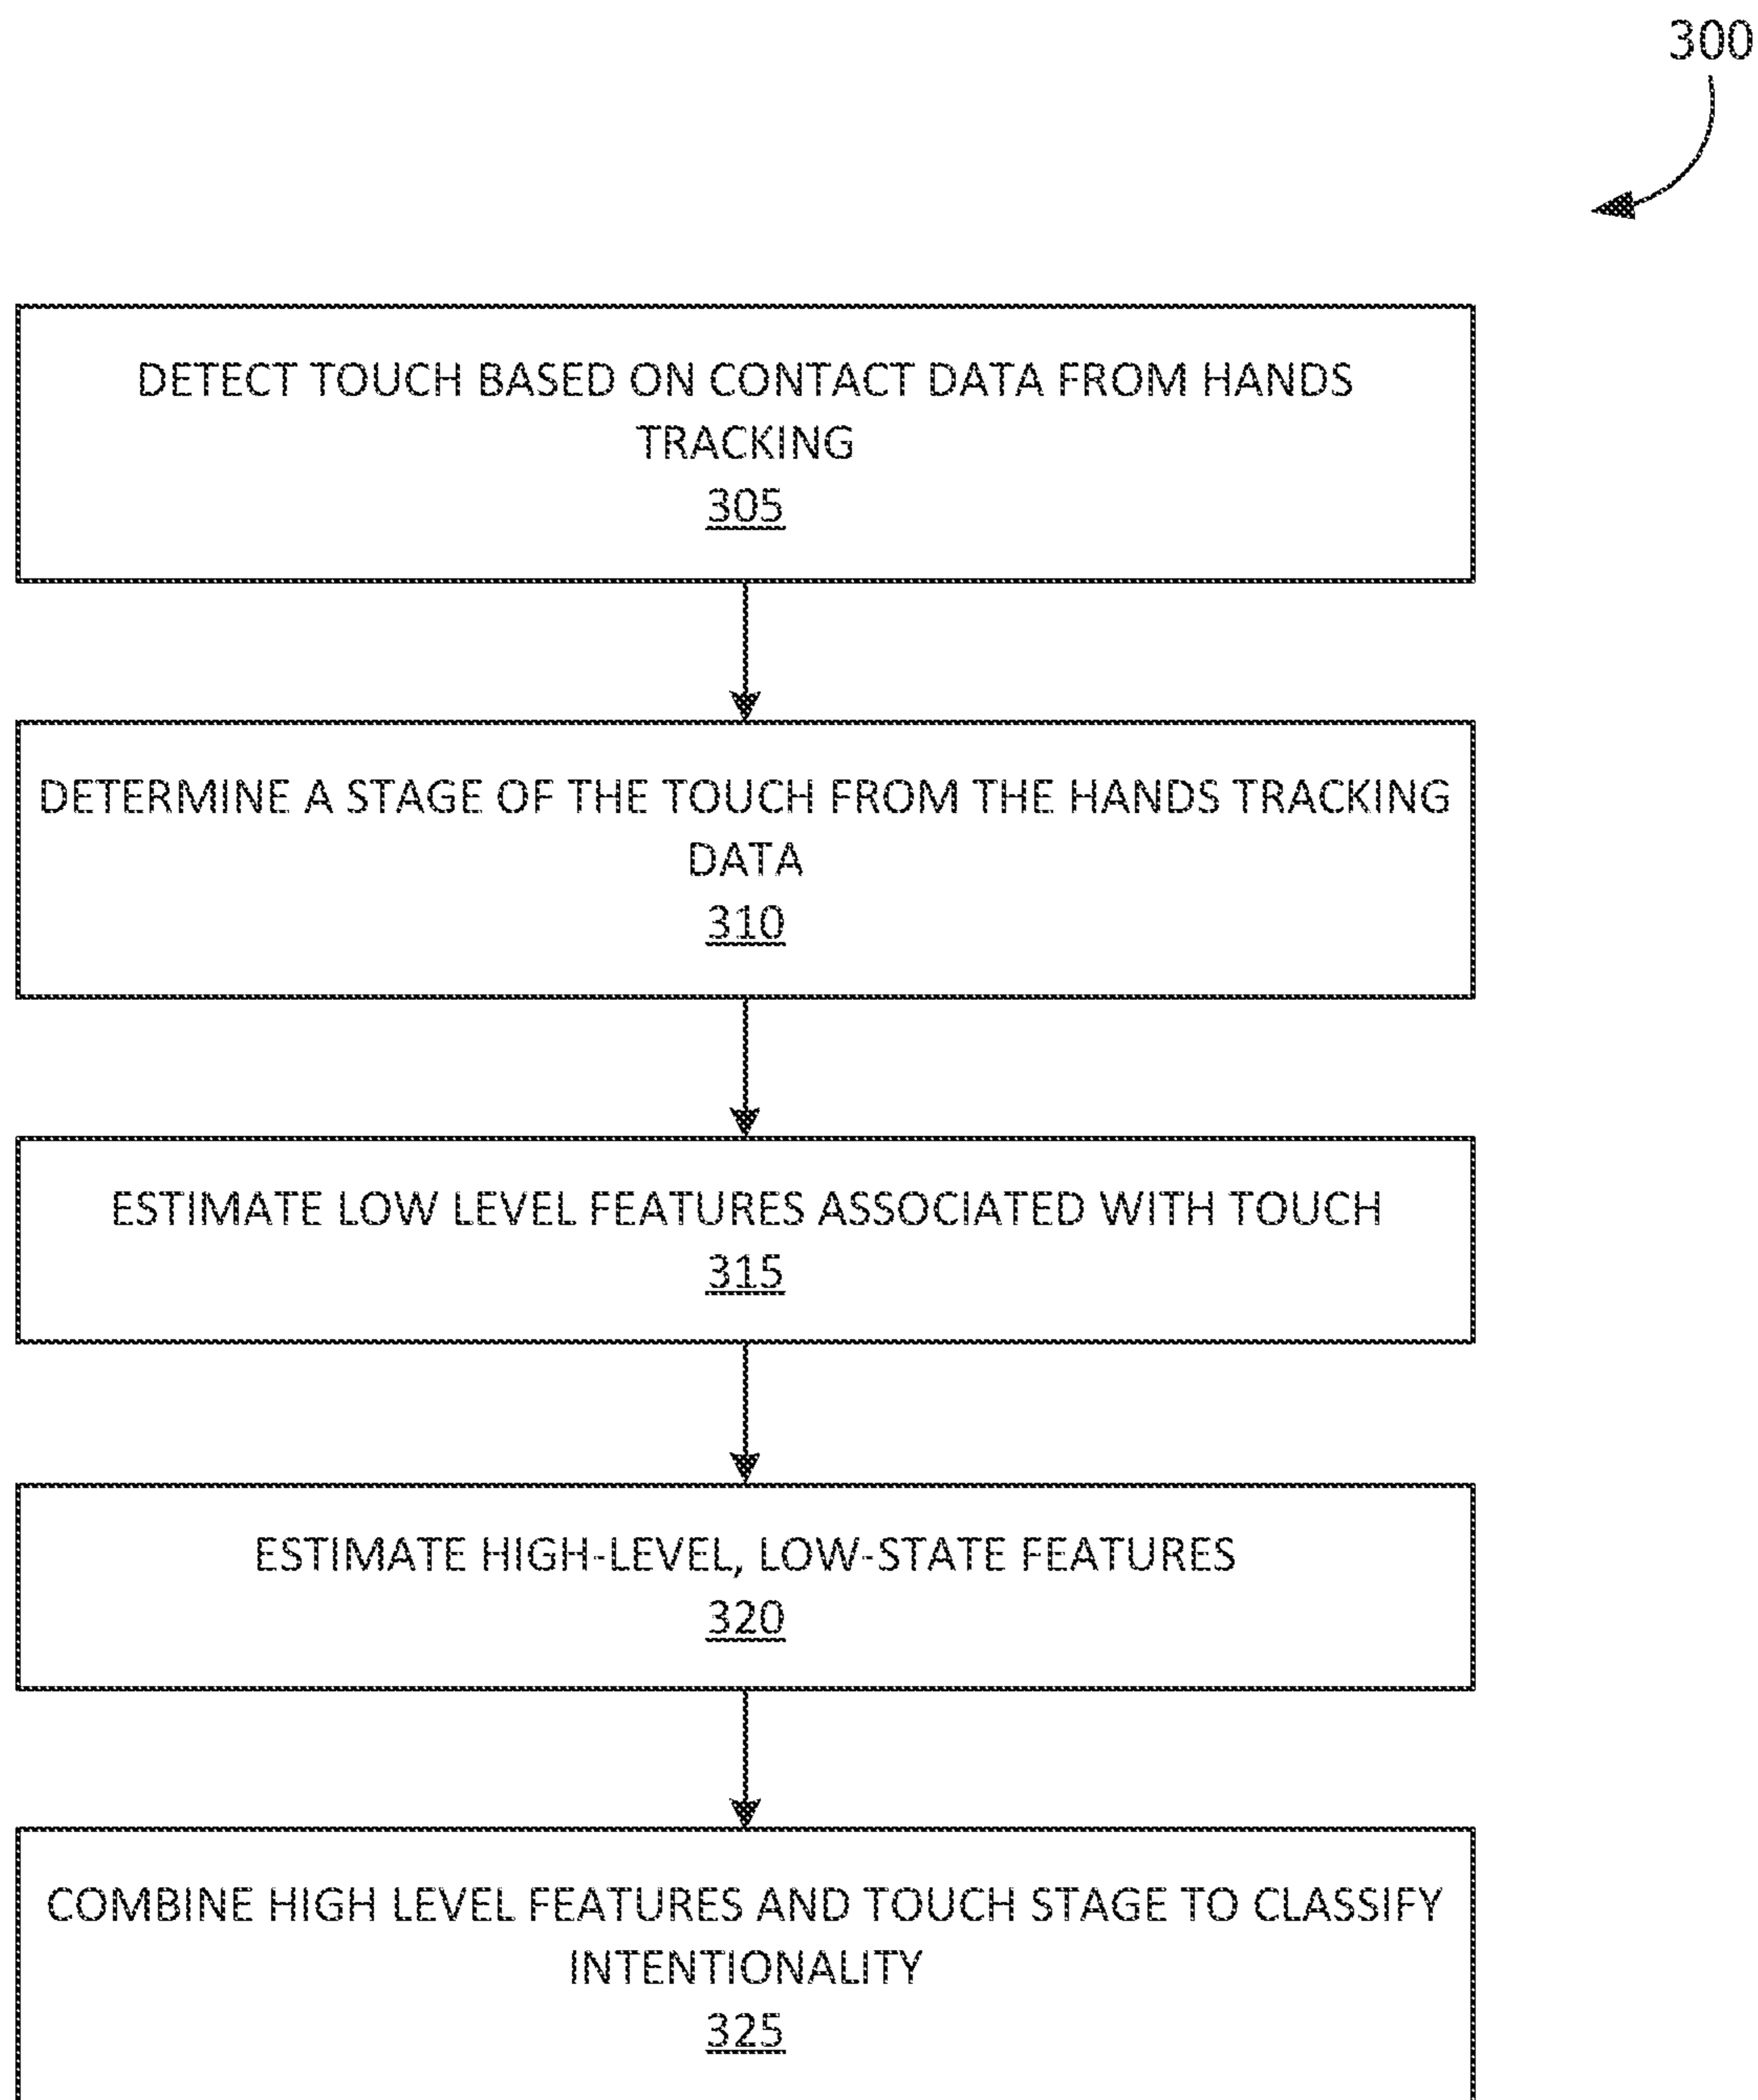 300
DETECT TOUCH BASED ON CONTACT DATA FROM HANDS
TRACKING
305
DETERMINE A STAGE OF THE TOUCH FROM THE HANDS TRACKING
DATA
310
ESTIMATE LOW LEVEL FEATURES ASSOCIATED WITH TOUCH
315
ESTIMATE HIGH-LEVEL, LOW-STATE FEATURES
320
COMBINE HIGH LEVEL FEATURES AND TOUCH STAGE TO CLASSIFY
INTENTIONALITY
325